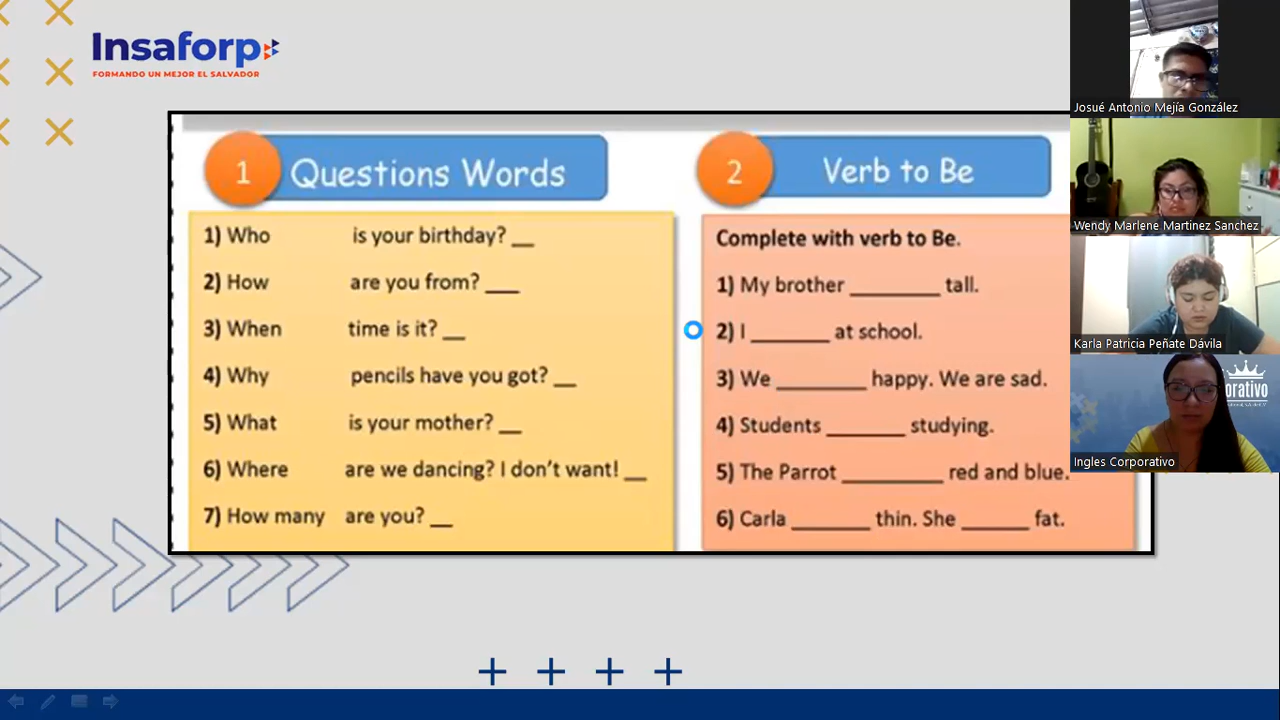 Insaforp
FORMANDO UN MEJOR EL SALVADOR
1 Questions Words
1) Who is your birthday? __
2) How are you from? ___
3) When time is it? __
4) Why pencils have you got? __
5) What is your mother? __
6) Where are we dancing? I don't want! __
7) How many are you? __
2 Verb to Be
Complete with verb to Be.
1) My brother ________ tall.
2) I _______ at school.
3) We ________ happy. We are sad.
4) Students _______ studying.
5) The Parrot _________ red and blue.
6) Carla _______ thin. She ______ fat.
Josué Antonio Mejía González
Wendy Marlene Martinez Sanchez
Karla Patricia Peñate Dávila
orativo
Ingles Corporativo